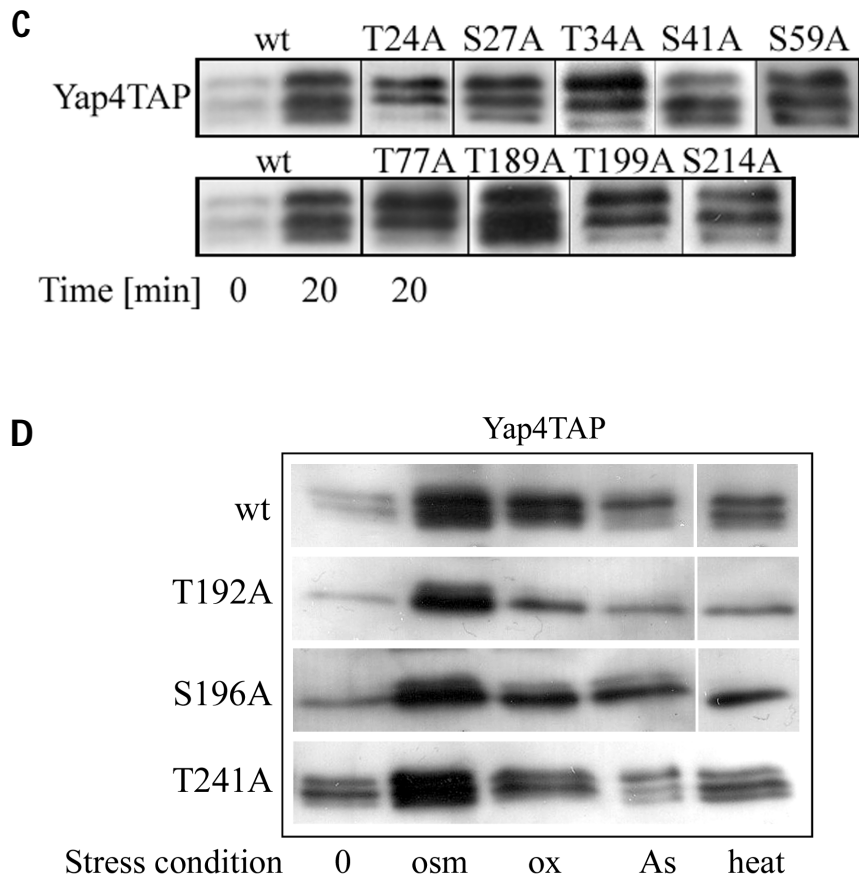 C
wt T24A S27A T34A S41A S59A
Yap4TAP
wt T77A T189A T199A S214A
Time [min] 0 20 20
D
Yap4TAP
wt
T192A
S196A
T241A
Stress condition 0 osm ox As heat